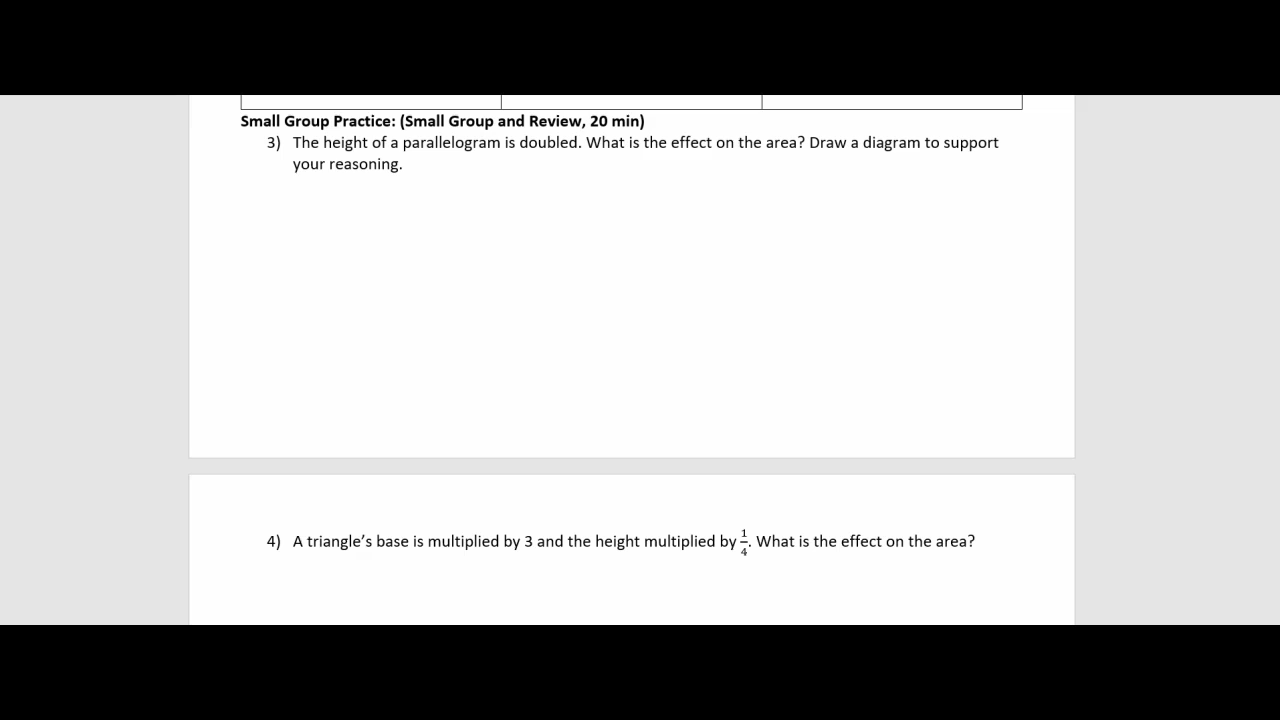 Small Group Practice: (Small Group and Review, 20 min)
3) The height of a parallelogram is doubled. What is the effect on the area? Draw a diagram to support
your reasoning.
4) A triangle’s base is multiplied by 3 and the height multiplied by 1/4. What is the effect on the area?